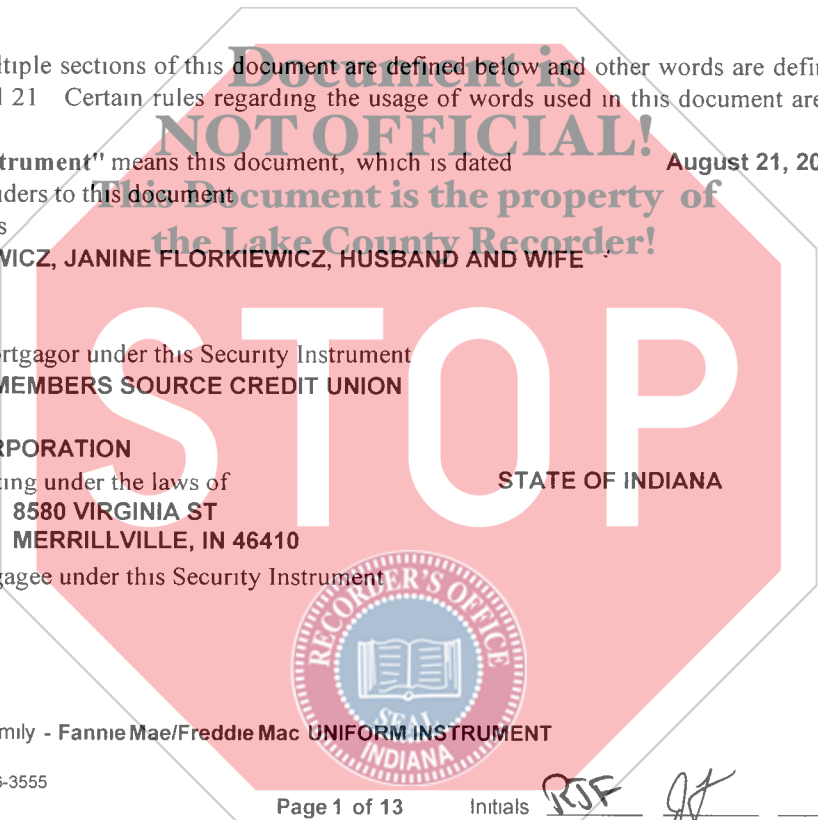 ltiple sections of this document are defined below and other words are defin
d 21 Certain rules regarding the usage of words used in this document are
Document is
NOT OFFICIAL!
This Document is the property of
the Lake County Recorder!
trument" means this document, which is dated August 21, 20
ders to this document
s
WICZ, JANINE FLORKIEWICZ, HUSBAND AND WIFE
STOP
ortgagor under this Security Instrument
MEMBERS SOURCE CREDIT UNION
RPORATION
ting under the laws of STATE OF INDIANA
8580 VIRGINIA ST
MERRILLVILLE, IN 46410
gagee under this Security Instrument
RECORDER'S OFFICE
SEAL
INDIANA
mily - Fannie Mae/Freddie Mac UNIFORM INSTRUMENT
6-3555
Page 1 of 13 Initials RJF JF